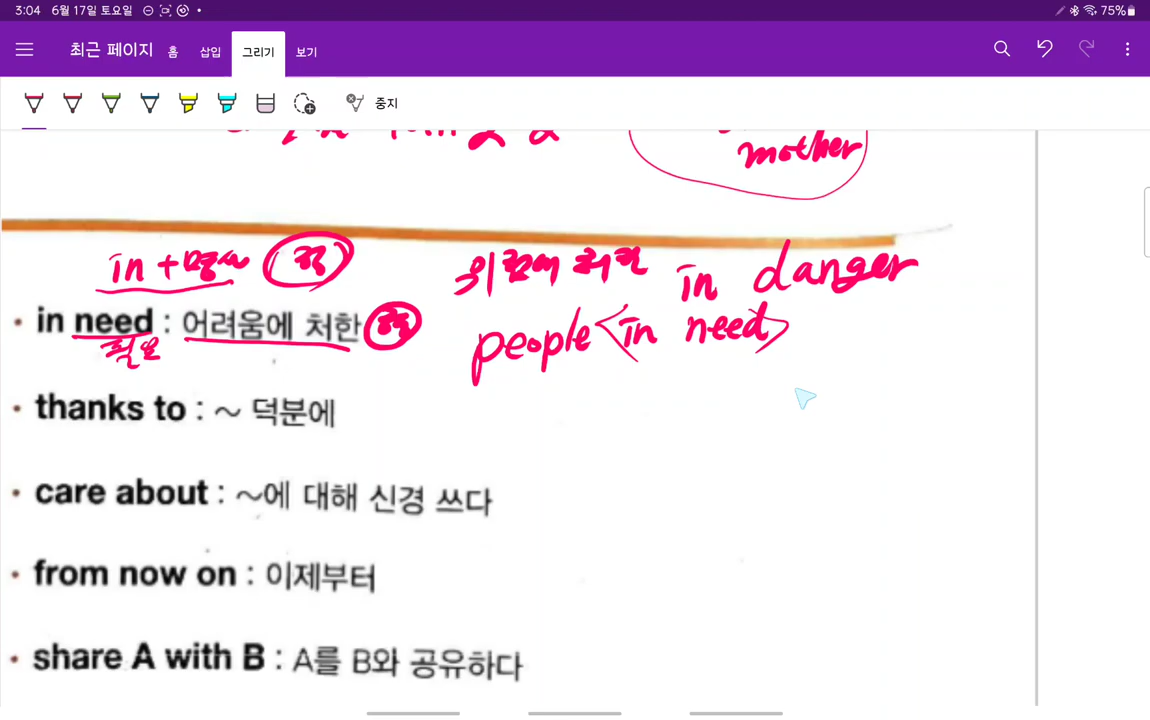 3:04 6월 17일 토요일 75%
최근 페이지 홈 삽입 그리기 보기
중지
mother
in + 명사 형 위험에 처한 in danger
in need : 어려움에 처한 형 people <in need>
필요
thanks to : ~ 덕분에
care about : ~에 대해 신경 쓰다
from now on : 이제부터
share A with B : A를 B와 공유하다